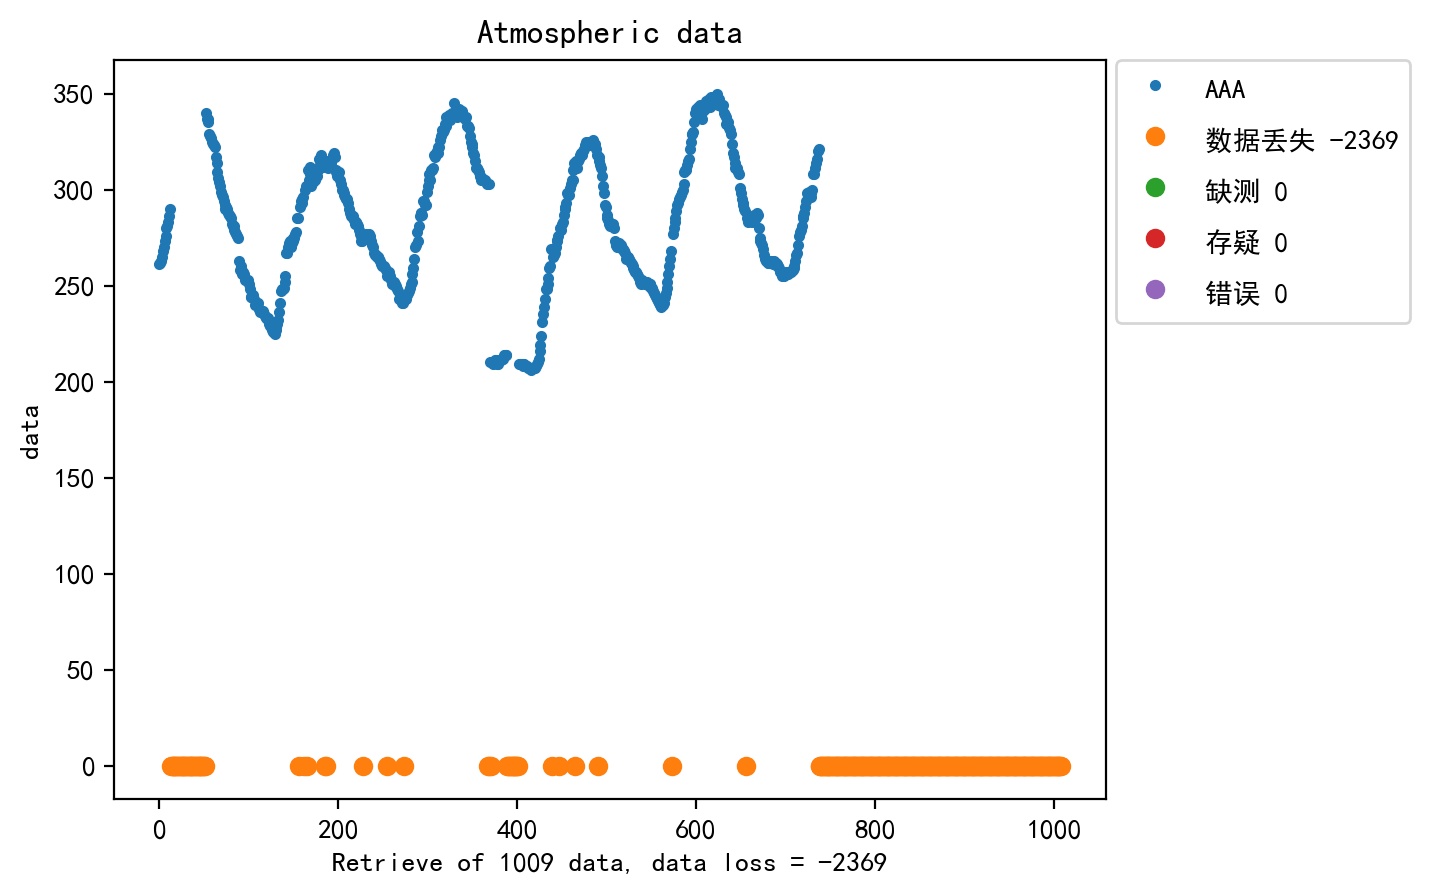 Atmospheric data
AAA
数据丢失 -2369
缺测 0
存疑 0
错误 0
350
300
250
200
150
100
50
0
data
0 200 400 600 800 1000
Retrieve of 1009 data, data loss = -2369